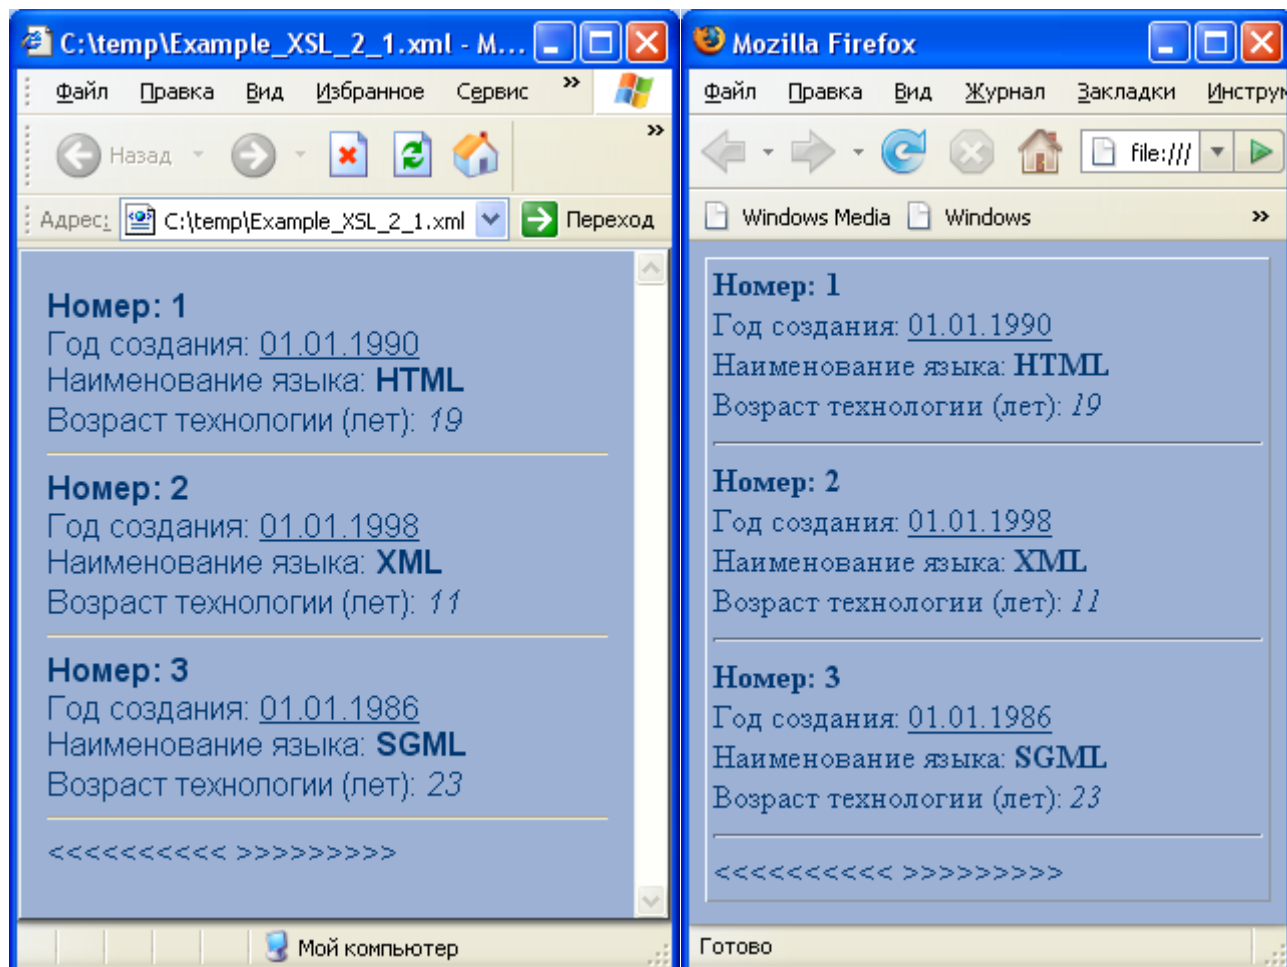 C:\temp\Example_XSL_2_1.xml - M...
Файл Правка Вид Избранное Сервис »
Назад »
Адрес: C:\temp\Example_XSL_2_1.xml Переход
Номер: 1
Год создания: 01.01.1990
Наименование языка: HTML
Возраст технологии (лет): 19
Номер: 2
Год создания: 01.01.1998
Наименование языка: XML
Возраст технологии (лет): 11
Номер: 3
Год создания: 01.01.1986
Наименование языка: SGML
Возраст технологии (лет): 23
<<<<<<<<<< >>>>>>>>>
Мой компьютер
Mozilla Firefox
Файл Правка Вид Журнал Закладки Инструм
file:///
Windows Media Windows »
Номер: 1
Год создания: 01.01.1990
Наименование языка: HTML
Возраст технологии (лет): 19
Номер: 2
Год создания: 01.01.1998
Наименование языка: XML
Возраст технологии (лет): 11
Номер: 3
Год создания: 01.01.1986
Наименование языка: SGML
Возраст технологии (лет): 23
<<<<<<<<<< >>>>>>>>>
Готово